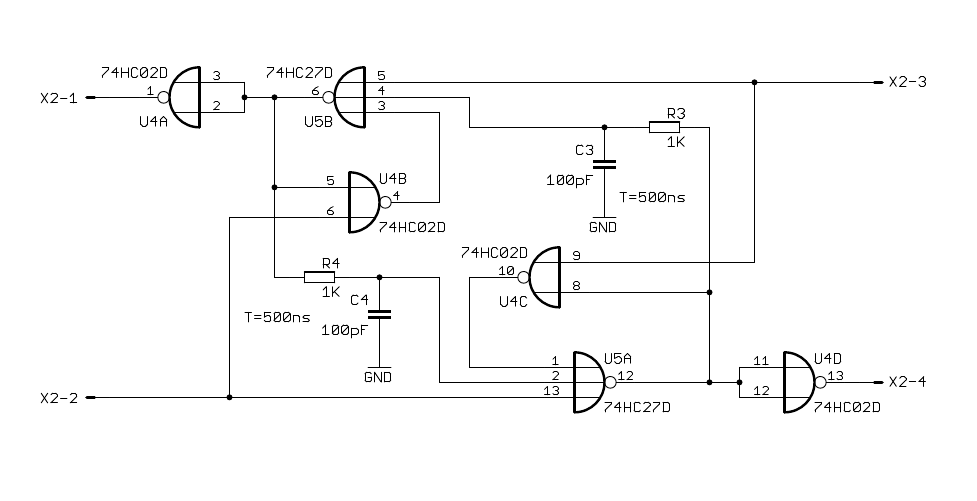 74HC02D
3
74HC27D
5
X2-3
X2-1
1
6
4
2
3
U4A
U5B
R3
1K
C3
100pF
T=500ns
GND
5
U4B
4
6
74HC02D
74HC02D
9
10
8
U4C
R4
1K
C4
T=500ns
100pF
GND
1
U5A
2
12
13
74HC27D
11
U4D
13
12
74HC02D
X2-4
X2-2